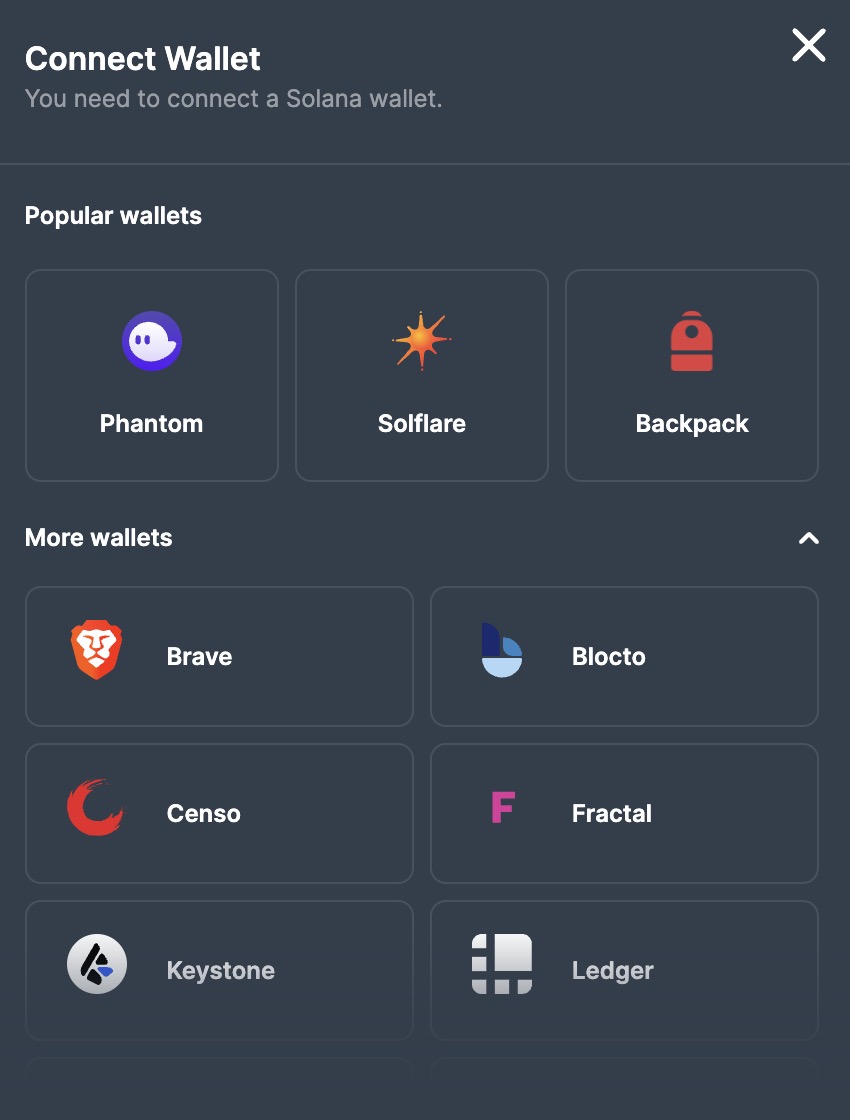 Connect Wallet
You need to connect a Solana wallet.
Popular wallets
Phantom
Solflare
Backpack
More wallets
Brave
Blocto
Censo
F
Fractal
Keystone
Ledger